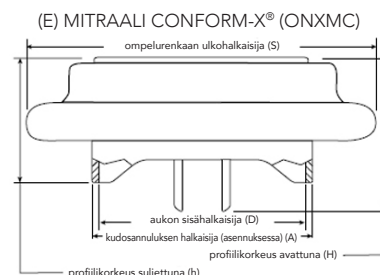 (E) MITRAALI CONFORM-X® (ONXMC)
ompelurenkaan ulkohalkaisija (S)
aukon sisähalkaisija (D)
kudosannuluksen halkaisija (asennuksessa) (A)
profiilikorkeus avattuna (H)
profiilikorkeus suljettuna (h)